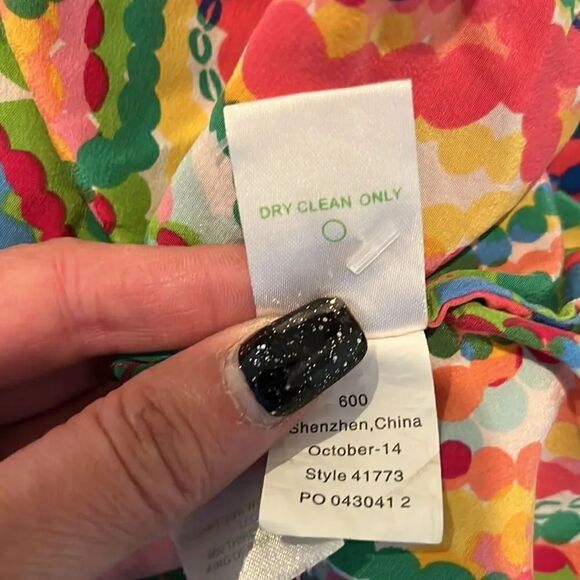 DRY CLEAN ONLY
600
Shenzhen,China
October-14
Style 41773
PO 043041 2